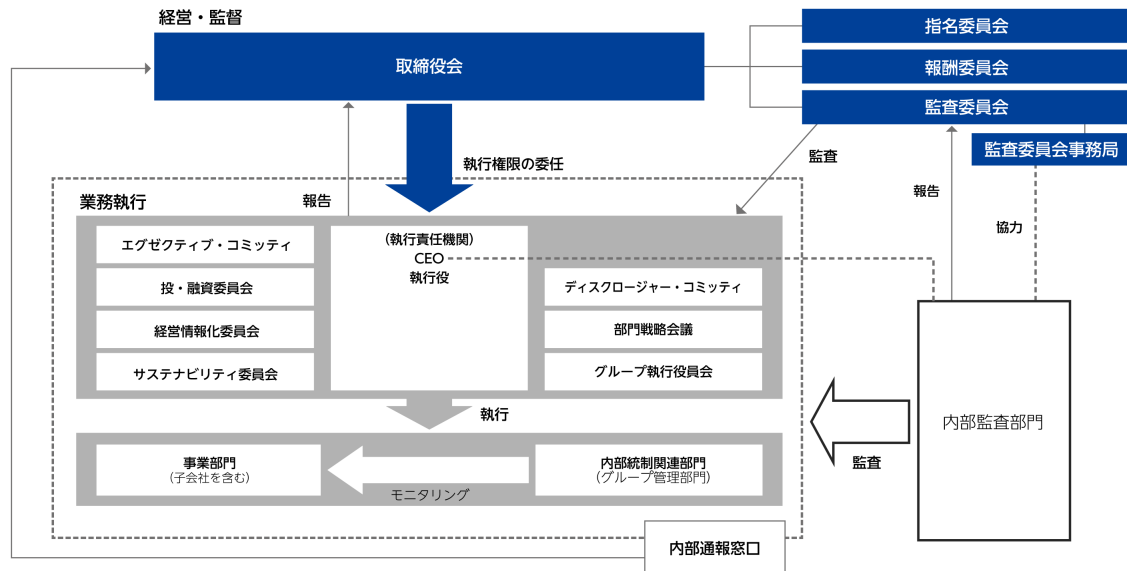 経営・監督
取締役会
指名委員会
報酬委員会
監査委員会
監査委員会事務局
執行権限の委任
監査
報告
協力
業務執行
報告
エグゼクティブ・コミッティ
投・融資委員会
経営情報化委員会
サステナビリティ委員会
(執行責任機関)
CEO
執行役
ディスクロージャー・コミッティ
部門戦略会議
グループ執行役員会
執行
内部監査部門
監査
事業部門
(子会社を含む)
モニタリング
内部統制関連部門
(グループ管理部門)
内部通報窓口